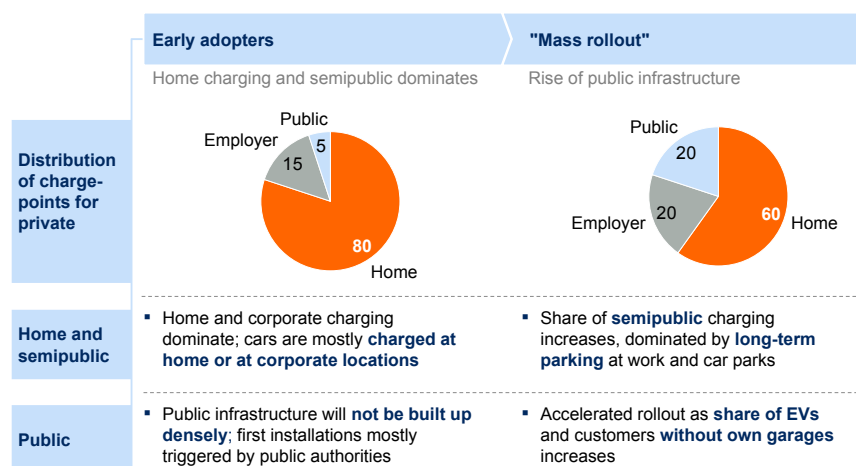 Early adopters
"Mass rollout"
Home charging and semipublic dominates
Rise of public infrastructure
Distribution
of charge-
points for
private
Public
Employer
5
15
80
Home
Public
20
Employer
20
60
Home
Home and
semipublic
▪ Home and corporate charging
dominate; cars are mostly charged at
home or at corporate locations
▪ Share of semipublic charging
increases, dominated by long-term
parking at work and car parks
Public
▪ Public infrastructure will not be built up
densely; first installations mostly
triggered by public authorities
▪ Accelerated rollout as share of EVs
and customers without own garages
increases